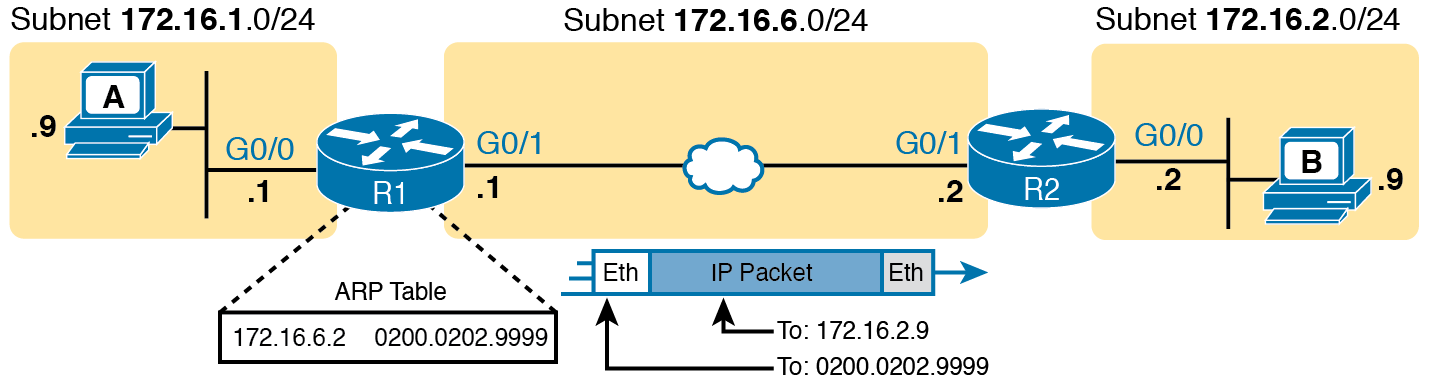 Subnet 172.16.1.0/24
Subnet 172.16.6.0/24
Subnet 172.16.2.0/24
A
.9
G0/0
.1
R1
G0/1
.1
G0/1
.2
R2
G0/0
.2
B
.9
ARP Table
172.16.6.2 0200.0202.9999
Eth
IP Packet
Eth
To: 172.16.2.9
To: 0200.0202.9999